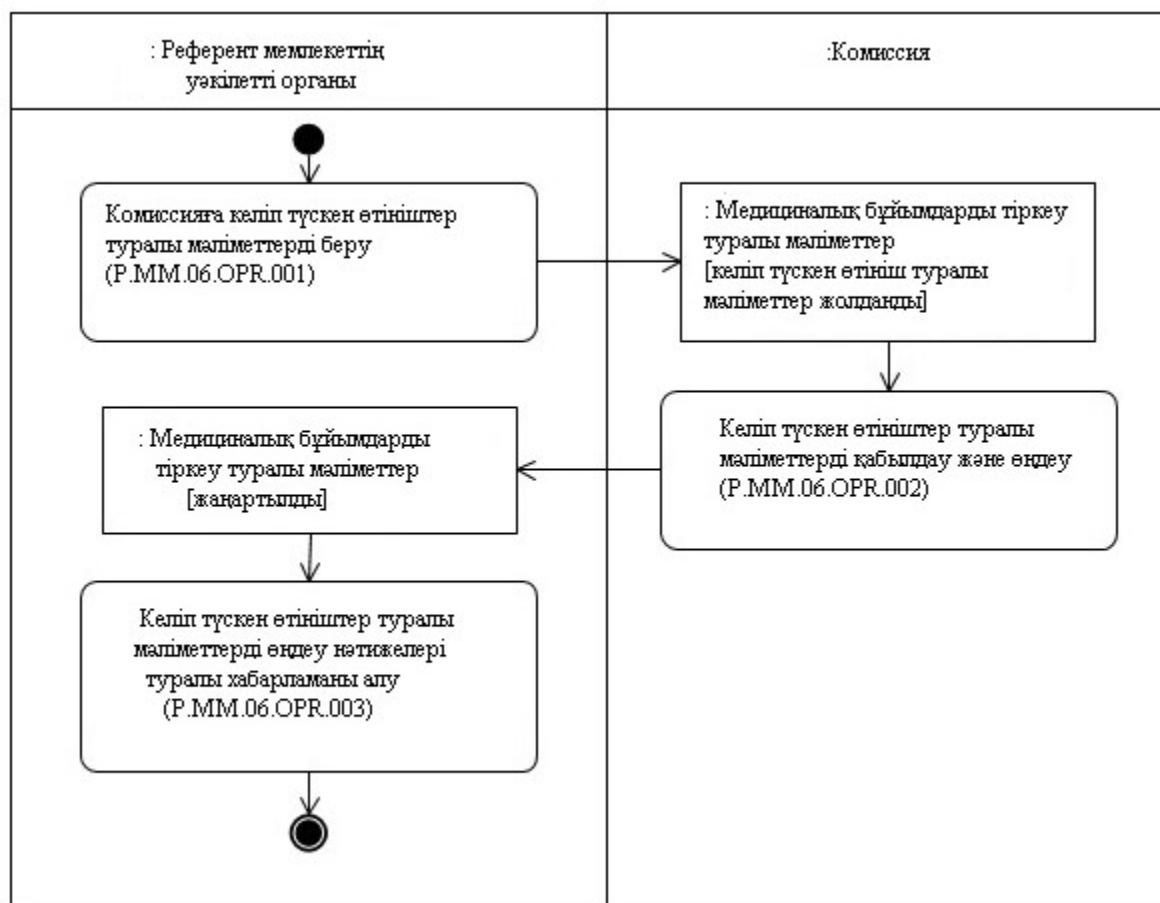 : Референт мемлекеттің
уәкілетті органы
:Комиссия
Комиссияға келіп түскен өтініштер
туралы мәліметтерді беру
(P.MM.06.OPR.001)
: Медициналық бұйымдарды тіркеу
туралы мәліметтер
[келіп түскен өтініш туралы
мәліметтер жолданды]
Келіп түскен өтініштер туралы
мәліметтерді қабылдау және өңдеу
(P.MM.06.OPR.002)
: Медициналық бұйымдарды
тіркеу туралы мәліметтер
[жаңартылды]
Келіп түскен өтініштер туралы
мәліметтерді өңдеу нәтижелері
туралы хабарламаны алу
(P.MM.06.OPR.003)